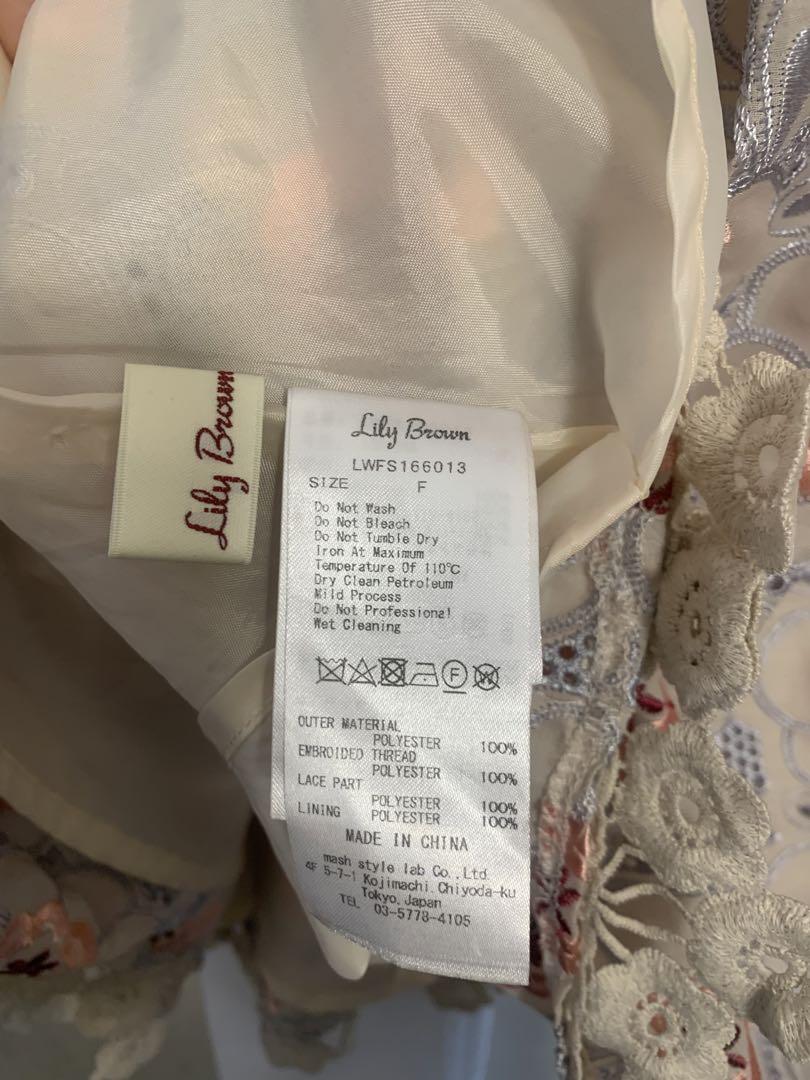 Lily Brown
Lily Brown
LWFS166013
SIZE F
Do Not Wash
Do Not Bleach
Do Not Tumble Dry
Iron At Maximum
Temperature Of 110℃
Dry Clean Petroleum
Mild Process
Do Not Professional
Wet Cleaning
F W
OUTER MATERIAL
POLYESTER 100%
EMBROIDED THREAD
POLYESTER 100%
LACE PART
POLYESTER 100%
LINING POLYESTER 100%
MADE IN CHINA
mash style lab Co.,Ltd.
4F 5-7-1 Kojimachi.Chiyoda-ku
Tokyo.Japan
TEL 03-5778-4105